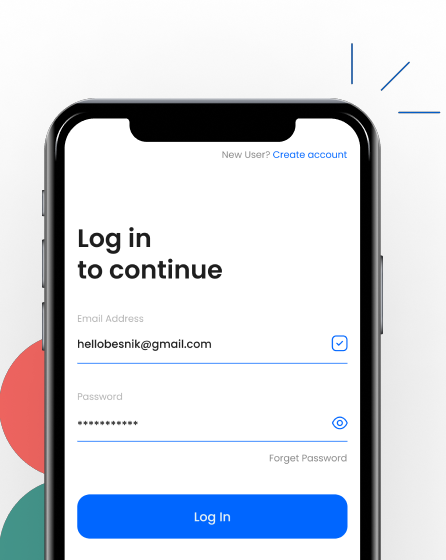 New User? Create account
Log in
to continue
Email Address
hellobesnik@gmail.com
Password
***********
Forget Password
Log In